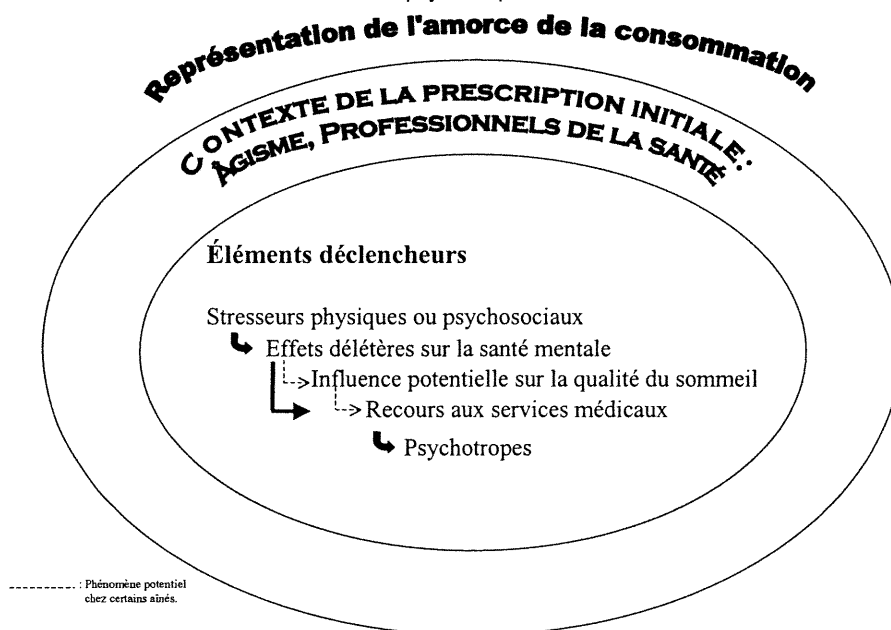 Représentation de l'amorce de la consommation
CONTEXTE DE LA PRESCRIPTION INITIALE:
ÂGISME, PROFESSIONNELS DE LA SANTÉ
Éléments déclencheurs
Stresseurs physiques ou psychosociaux
Effets délétères sur la santé mentale
Influence potentielle sur la qualité du sommeil
Recours aux services médicaux
Psychotropes
: Phénomène potentiel
chez certains aînés.